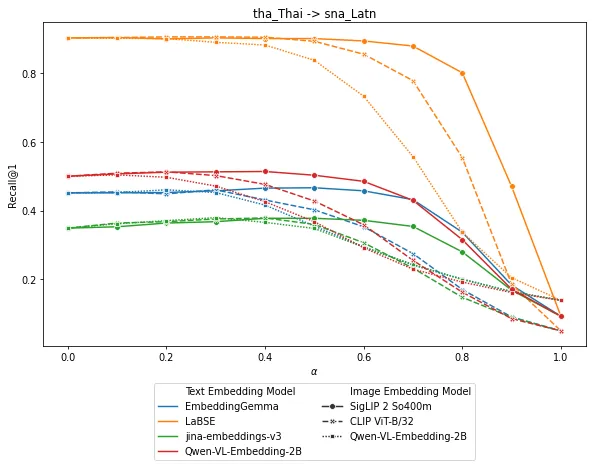 tha_Thai -> sna_Latn
Recall@1
0.8
0.6
0.4
0.2
0.0 0.2 0.4 0.6 0.8 1.0
α
Text Embedding Model Image Embedding Model
EmbeddingGemma SigLIP 2 So400m
LaBSE CLIP ViT-B/32
jina-embeddings-v3 Qwen-VL-Embedding-2B
Qwen-VL-Embedding-2B